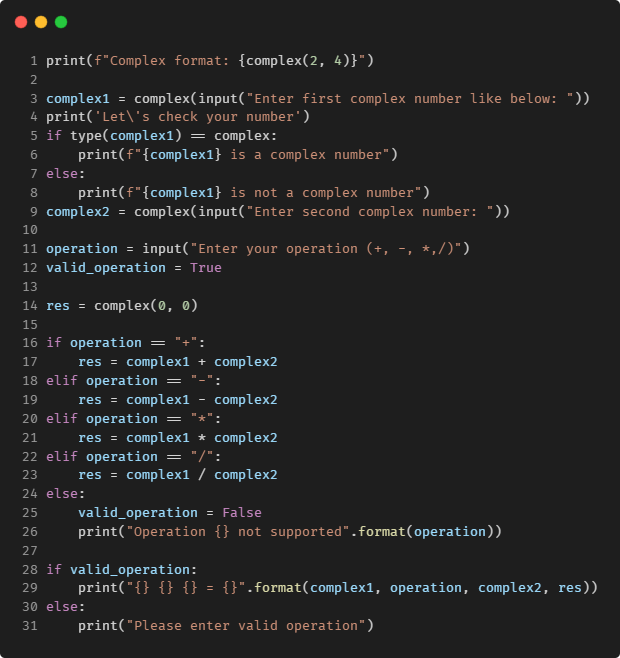 1 print(f"Complex format: {complex(2, 4)}")
2
3 complex1 = complex(input("Enter first complex number like below: "))
4 print('Let\'s check your number')
5 if type(complex1) == complex:
6     print(f"{complex1} is a complex number")
7 else:
8     print(f"{complex1} is not a complex number")
9 complex2 = complex(input("Enter second complex number: "))
10
11 operation = input("Enter your operation (+, -, *,/)")
12 valid_operation = True
13
14 res = complex(0, 0)
15
16 if operation == "+":
17     res = complex1 + complex2
18 elif operation == "-":
19     res = complex1 - complex2
20 elif operation == "*":
21     res = complex1 * complex2
22 elif operation == "/":
23     res = complex1 / complex2
24 else:
25     valid_operation = False
26     print("Operation {} not supported".format(operation))
27
28 if valid_operation:
29     print("{} {} {} = {}".format(complex1, operation, complex2, res))
30 else:
31     print("Please enter valid operation")